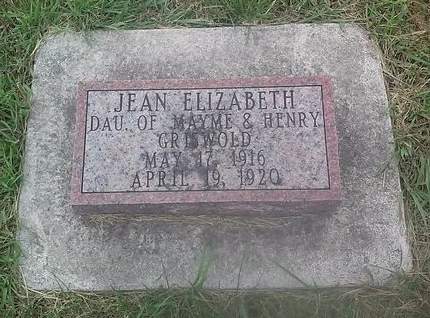 JEAN ELIZABETH
DAU. OF MAYME & HENRY
GRISWOLD
MAY 17, 1916
APRIL 19, 1920